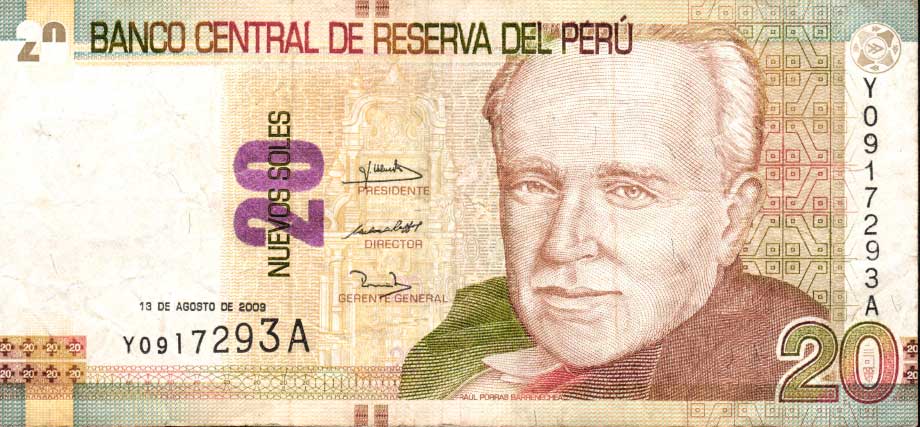 20
BANCO CENTRAL DE RESERVA DEL PERÚ
Y0917293A
20
NUEVOS SOLES
PRESIDENTE
DIRECTOR
GERENTE GENERAL
13 DE AGOSTO DE 2009
Y0917293A
20 20 20 20
20 20 20 20
RAÚL PORRAS BARRENECHEA
20